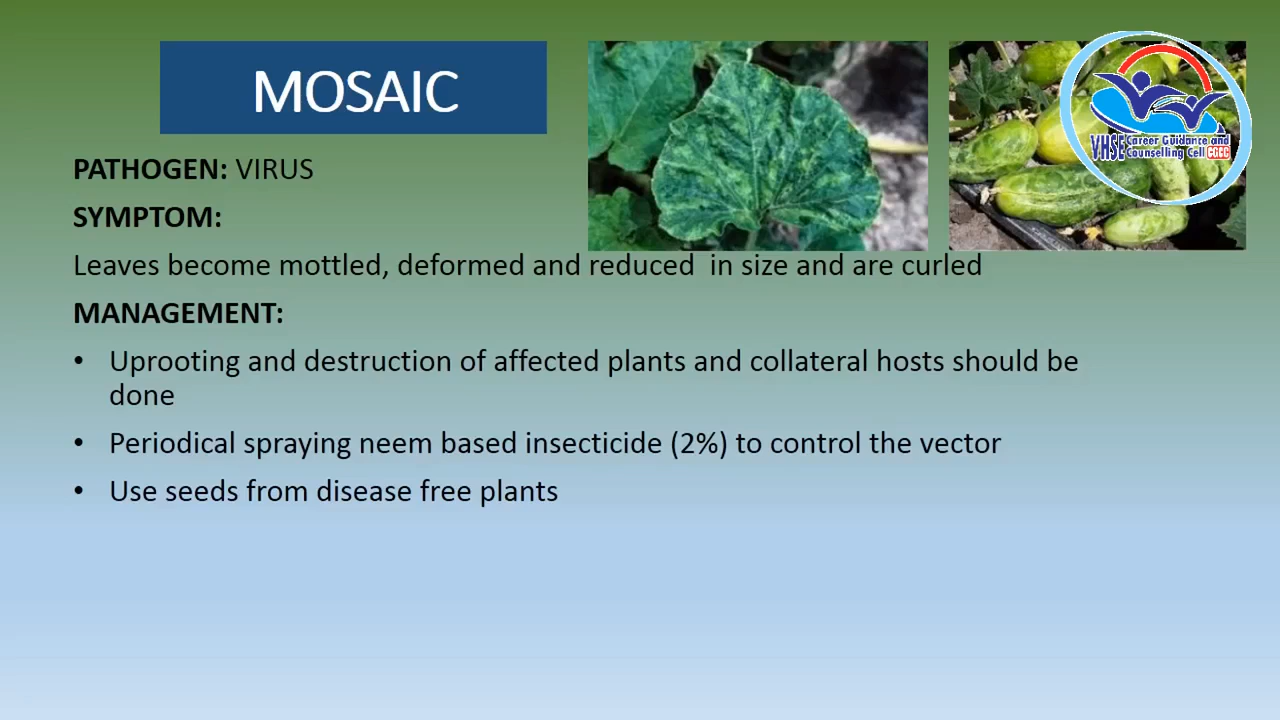 MOSAIC
VHSE Career Guidance and
Counselling Cell CGCC
PATHOGEN: VIRUS
SYMPTOM:
Leaves become mottled, deformed and reduced  in size and are curled
MANAGEMENT:
• Uprooting and destruction of affected plants and collateral hosts should be
done
• Periodical spraying neem based insecticide (2%) to control the vector
• Use seeds from disease free plants